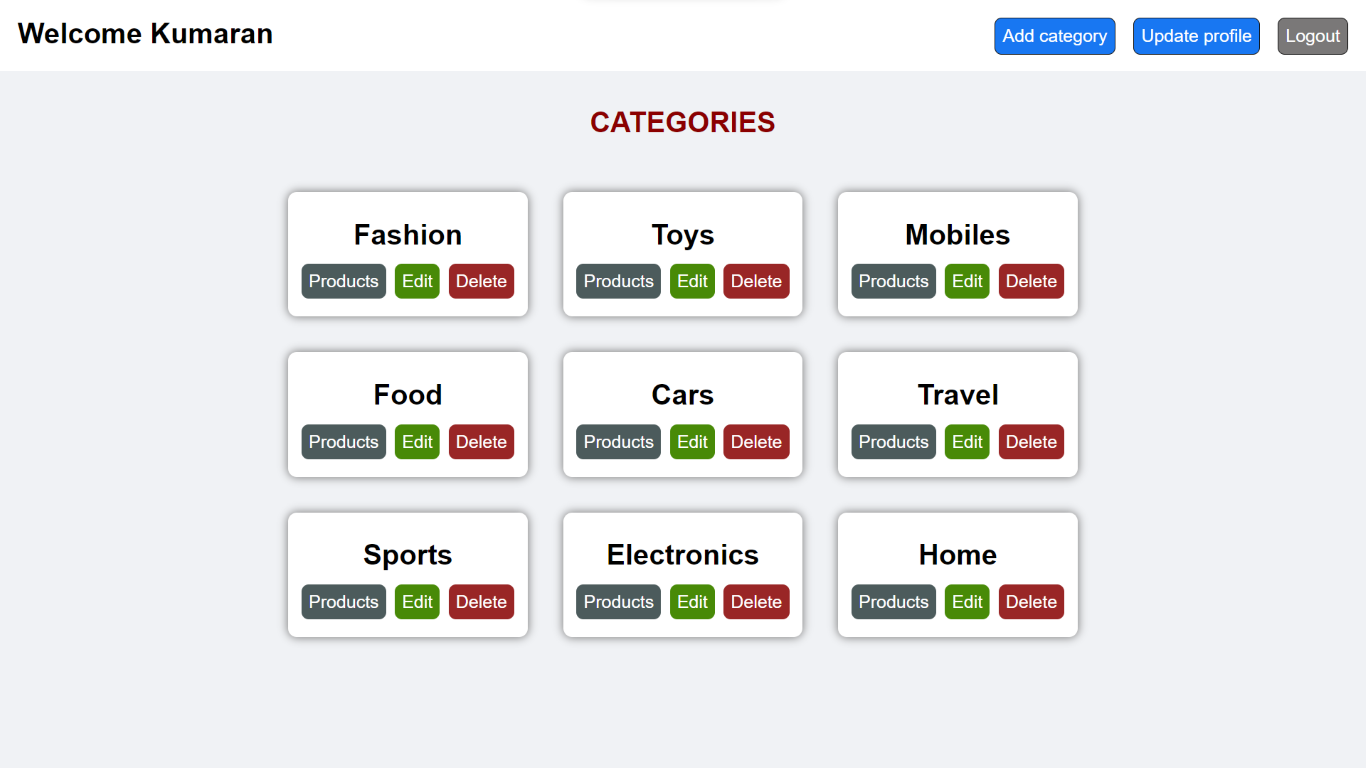 Welcome Kumaran Add category Update profile Logout
CATEGORIES
Fashion Toys Mobiles
Products Edit Delete Products Edit Delete Products Edit Delete
Food Cars Travel
Products Edit Delete Products Edit Delete Products Edit Delete
Sports Electronics Home
Products Edit Delete Products Edit Delete Products Edit Delete